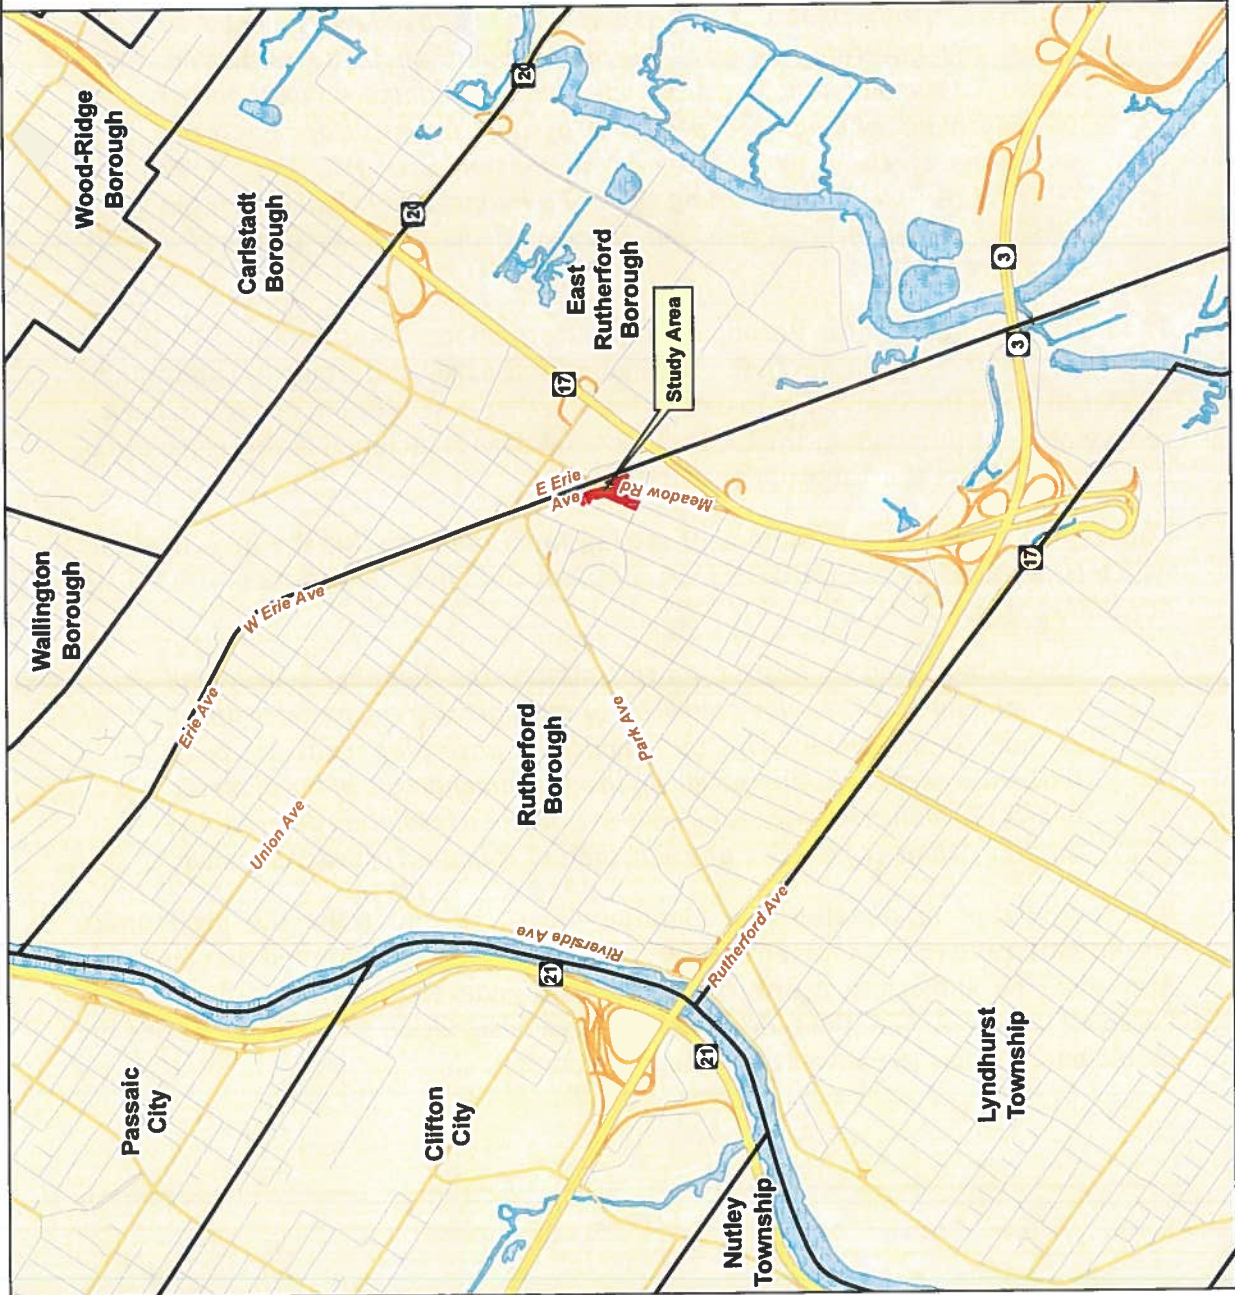 Wallington
Borough
Wood-Ridge
Borough
Passaic
City
Erie Ave
Carlstadt
Borough
Union Ave
W Erie Ave
20
Clifton
City
20
Rutherford
Borough
21
E Erie
Ave
17
Riverside Ave
East
Rutherford
Borough
Park Ave
Meadow Rd
Study Area
21
Nutley
Township
Rutherford Ave
Lyndhurst
Township
3
3
17